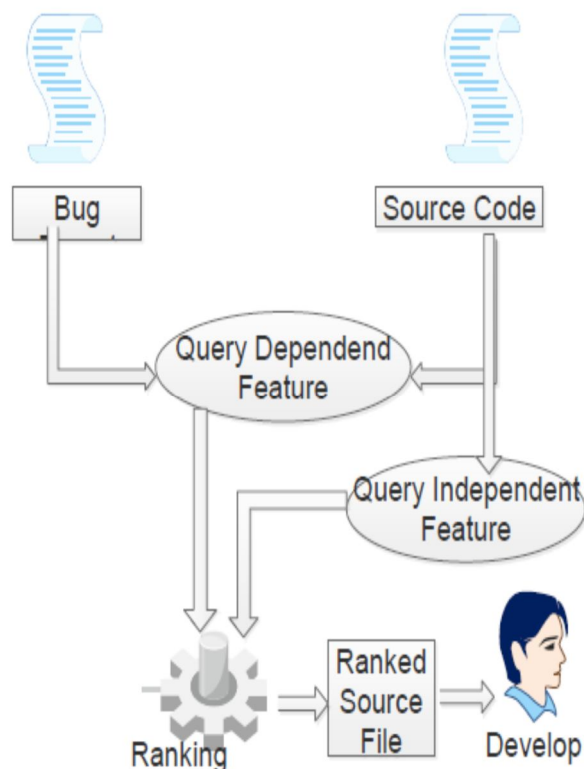 Bug
Source Code
Query Dependend
Feature
Query Independent
Feature
Ranking
Ranked
Source
File
Develop